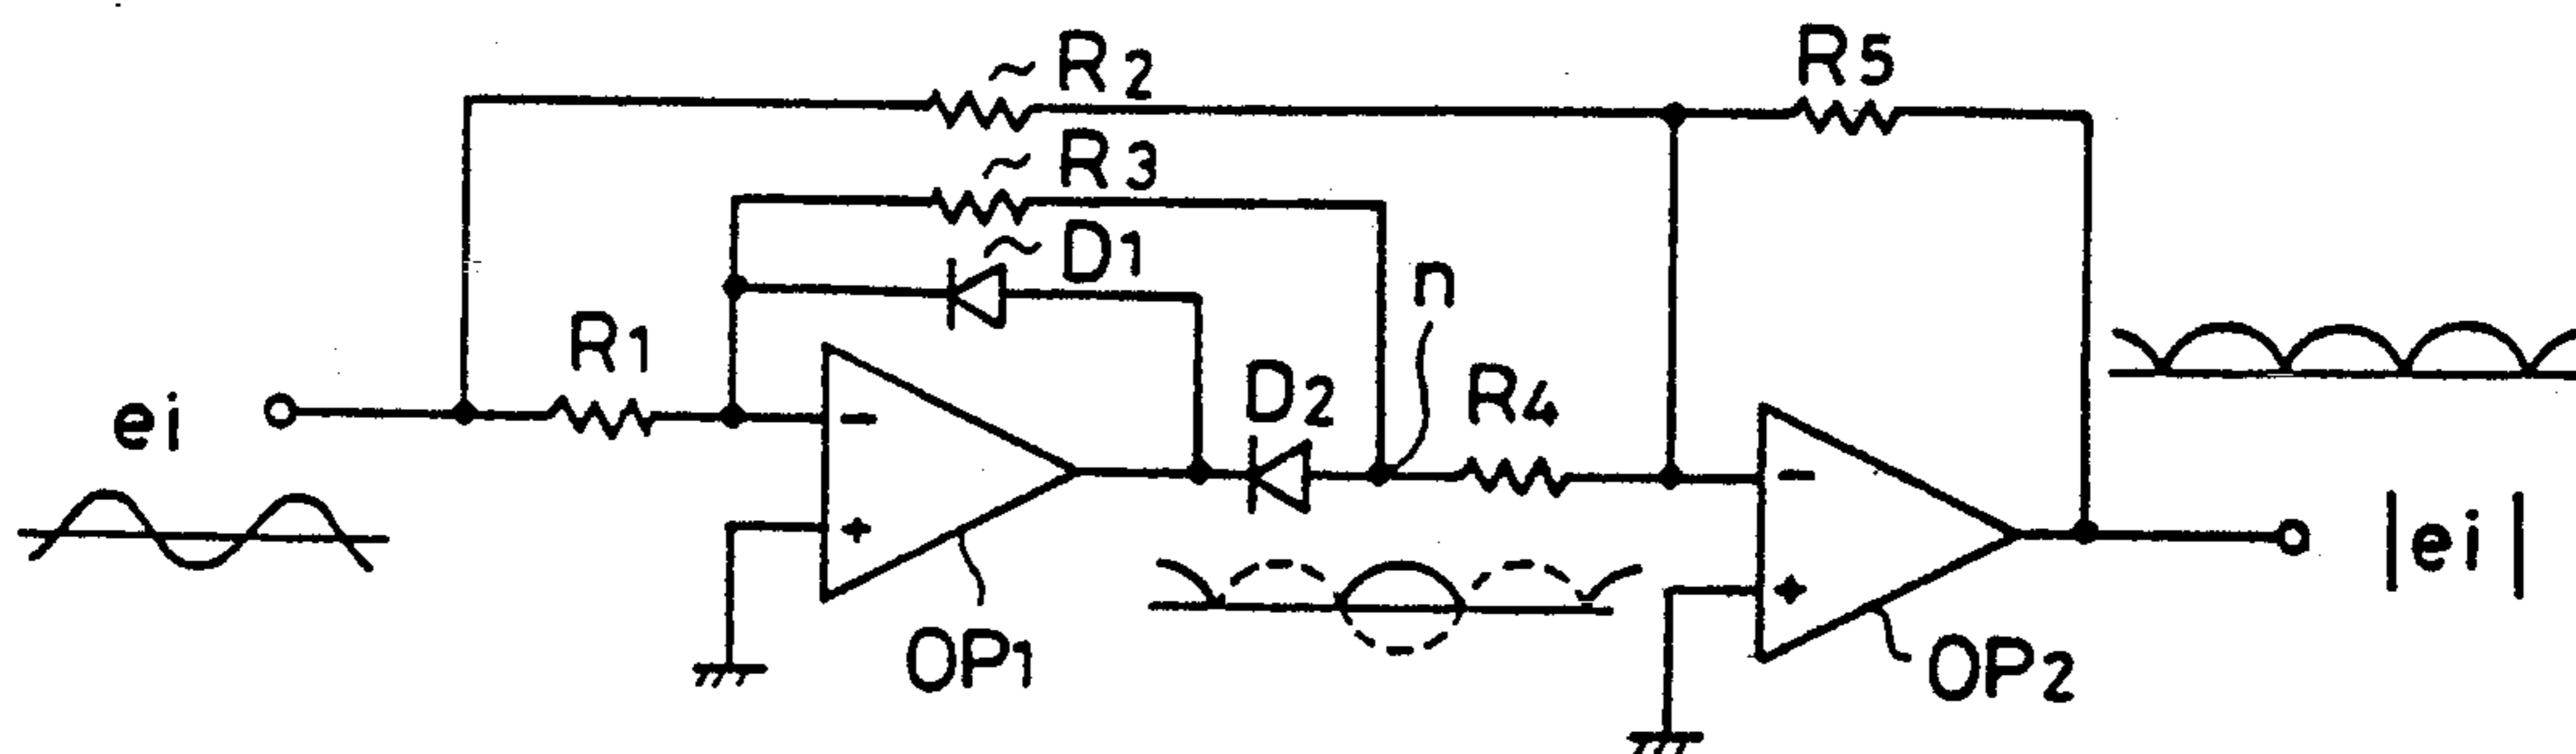 R2
R5
R3
D1
n
R1
D2
R4
ei
−
−
+
+
|ei|
OP1
OP2